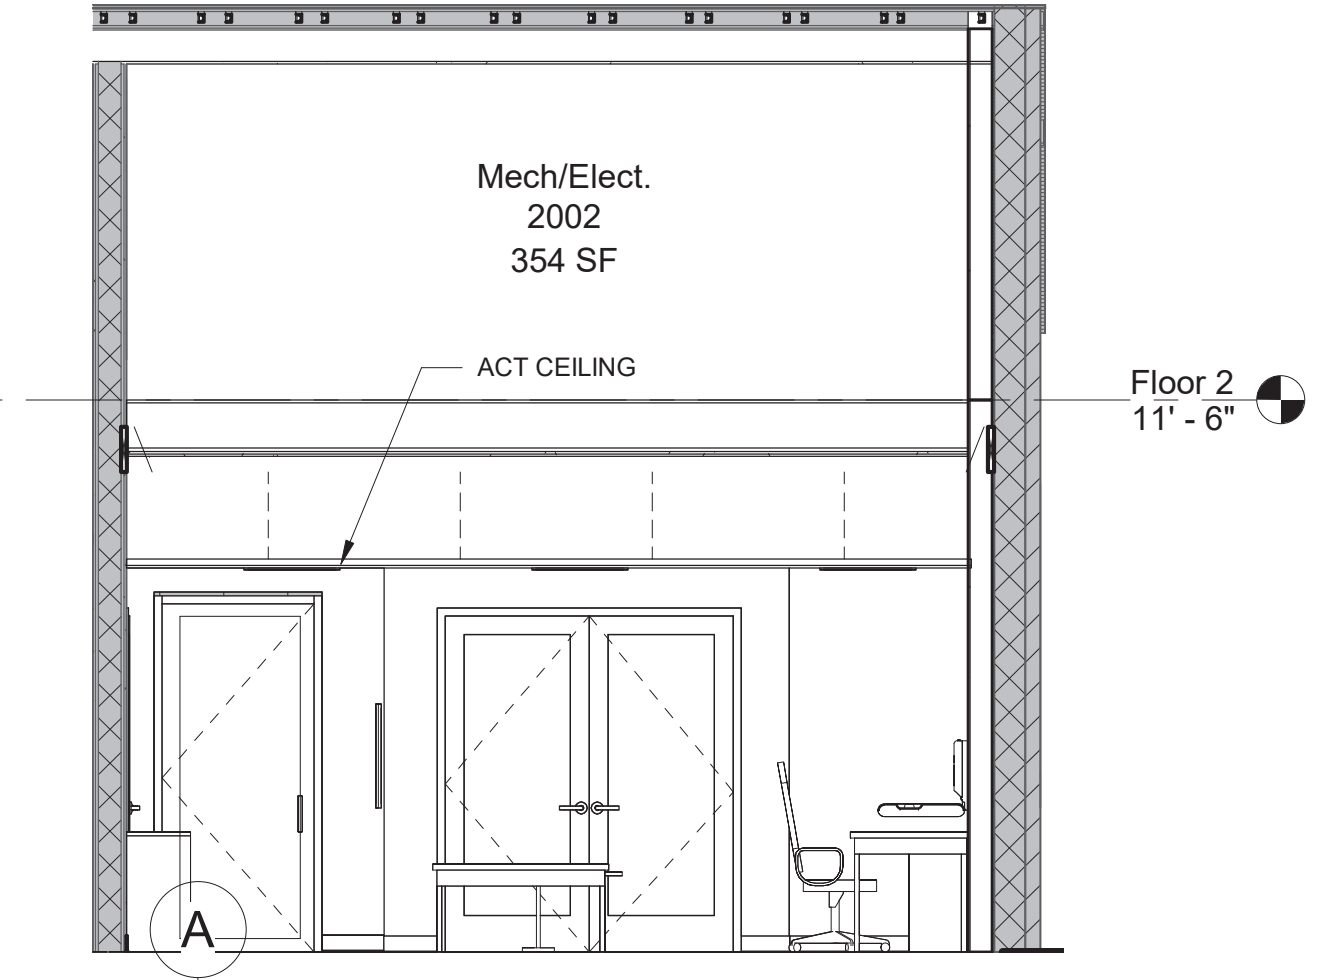 Mech/Elect.
2002
354 SF
ACT CEILING
Floor 2
11' - 6"
A